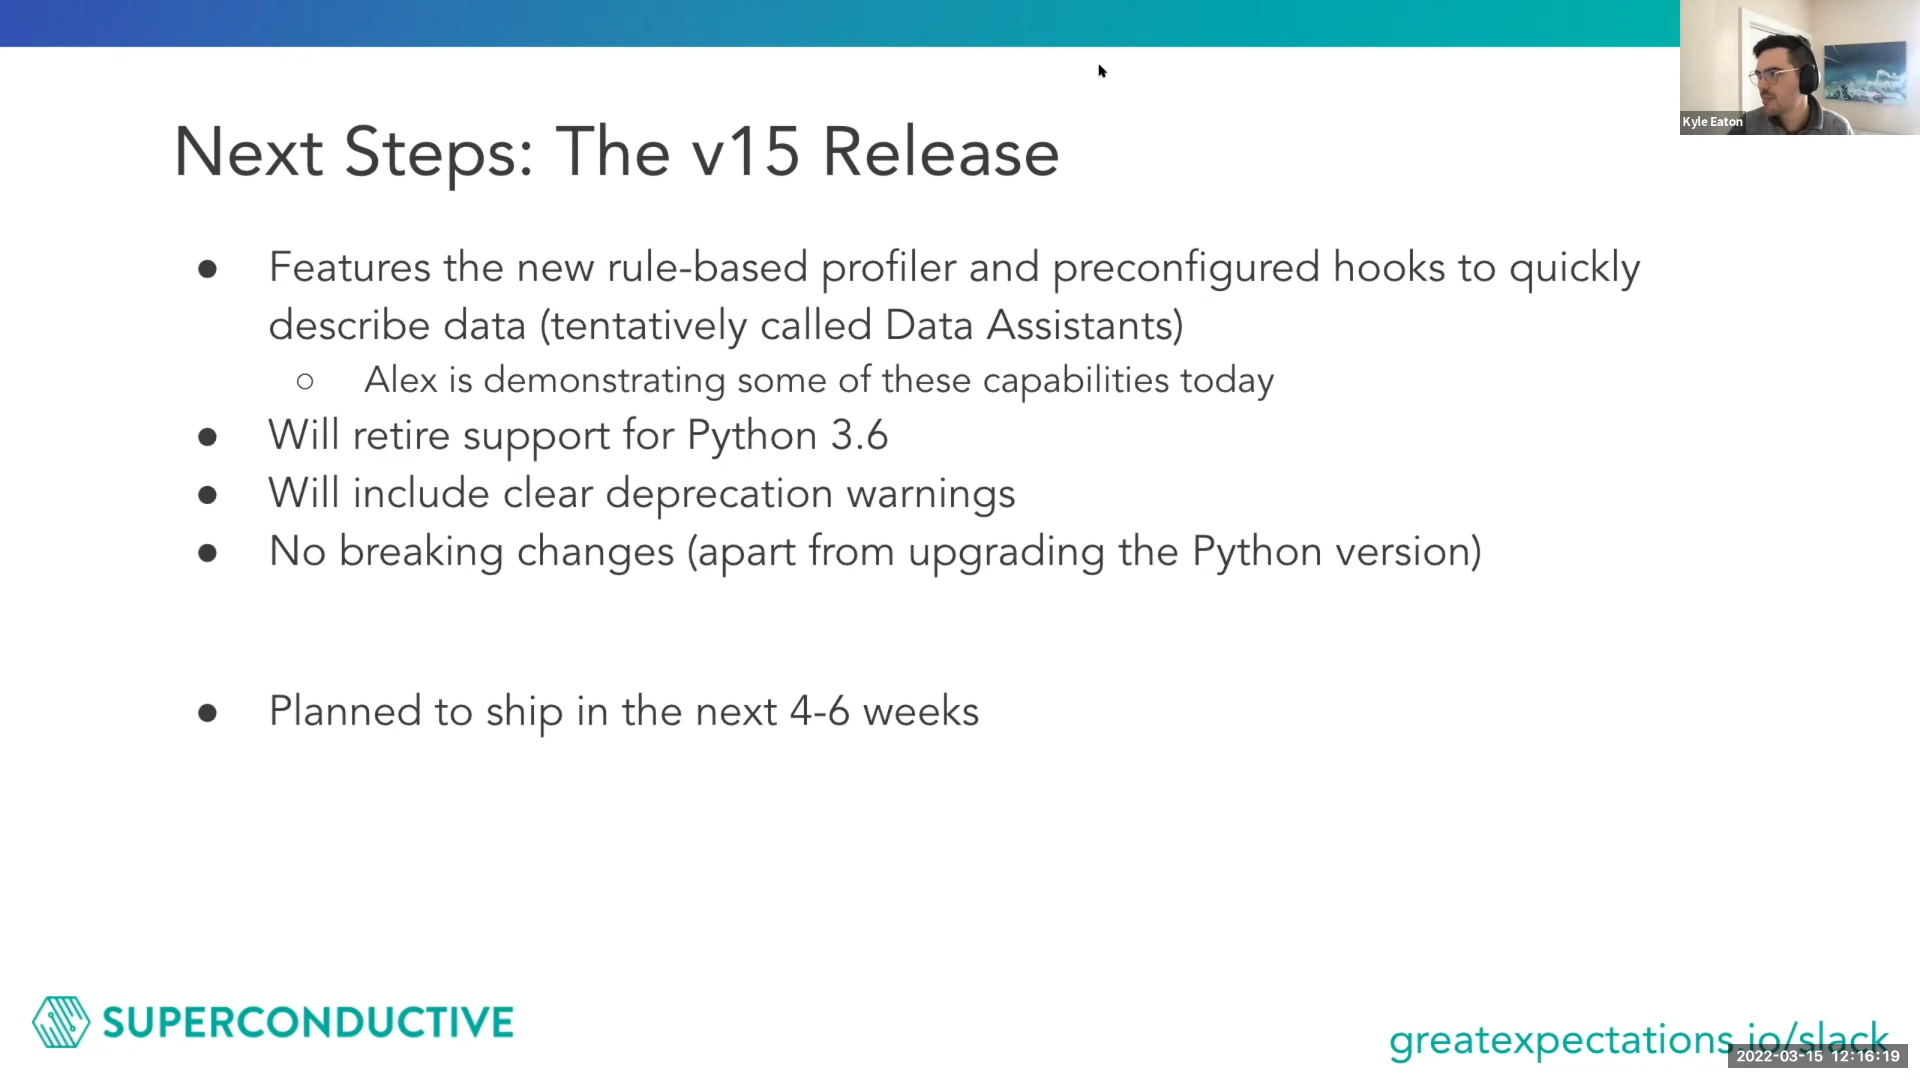 Kyle Eaton
Next Steps: The v15 Release
● Features the new rule-based profiler and preconfigured hooks to quickly
describe data (tentatively called Data Assistants)
○ Alex is demonstrating some of these capabilities today
● Will retire support for Python 3.6
● Will include clear deprecation warnings
● No breaking changes (apart from upgrading the Python version)
● Planned to ship in the next 4-6 weeks
SUPERCONDUCTIVE
greatexpectations.io/slack
2022-03-15 12:16:19